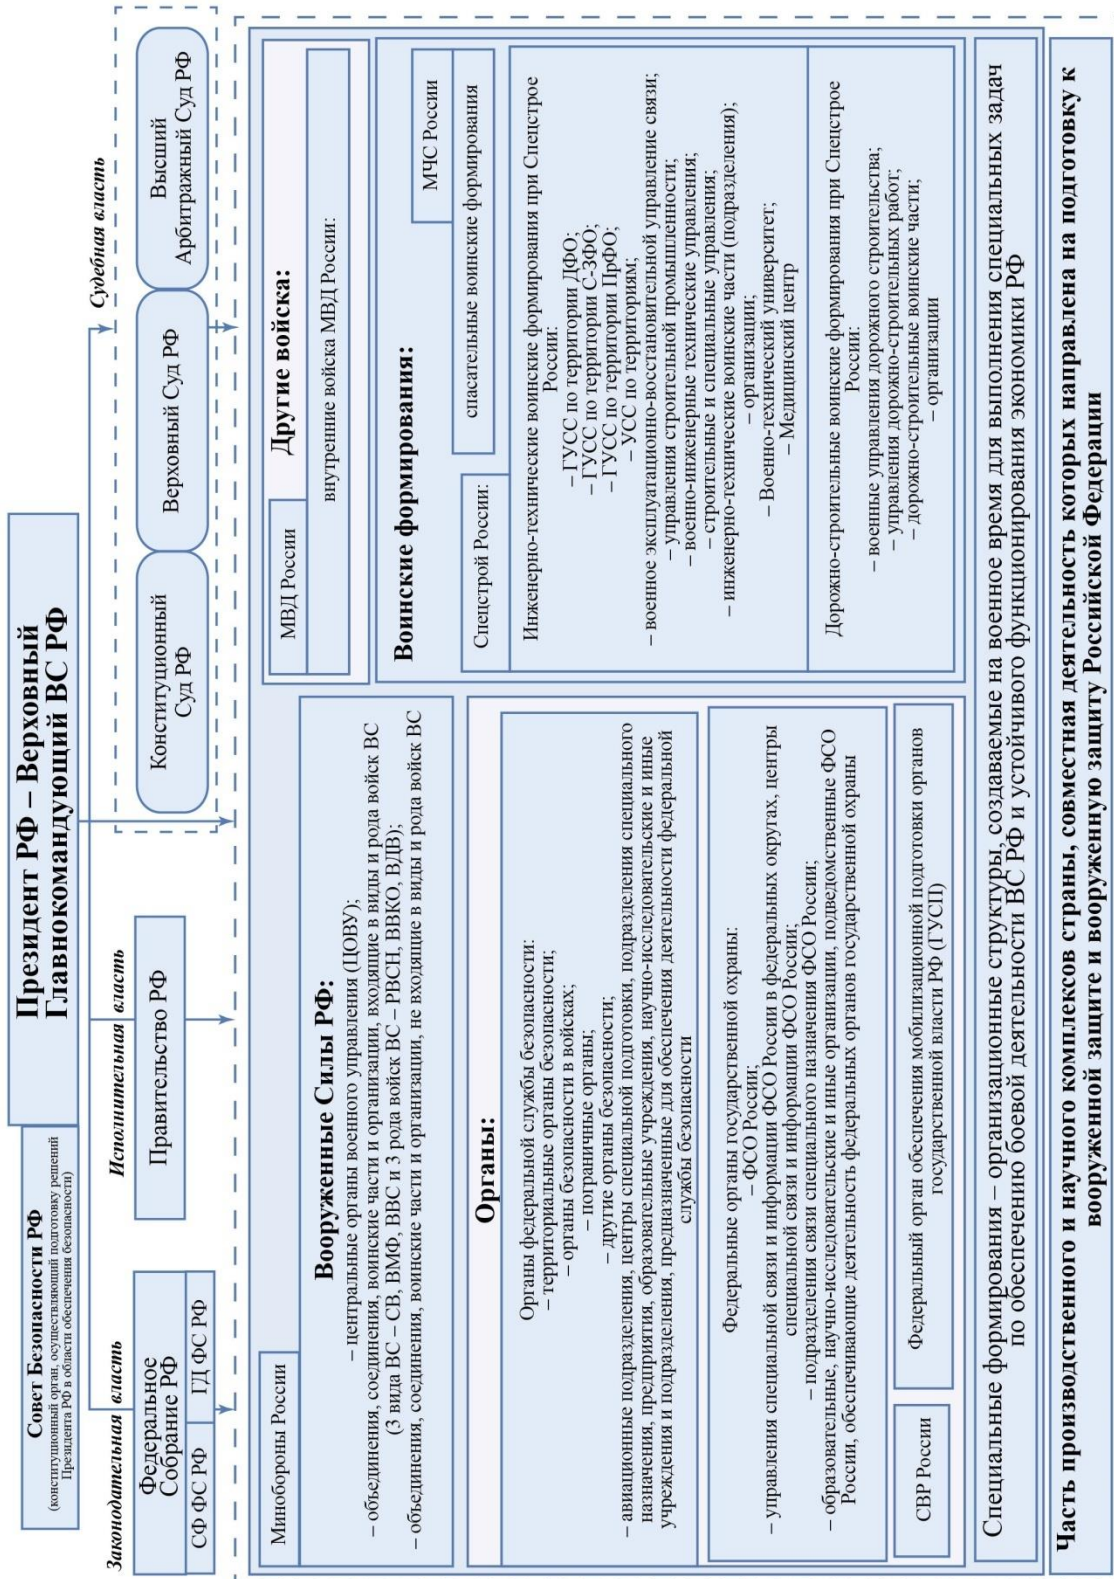 Президент РФ – Верховный
Главнокомандующий ВС РФ
Совет Безопасности РФ
(конституционный орган, осуществляющий подготовку решений
Президента РФ в области обеспечения безопасности)
Законодательная власть
Исполнительная власть
Судебная власть
Федеральное
Собрание РФ
СФ ФС РФ
ГД ФС РФ
Правительство РФ
Конституционный
Суд РФ
Верховный Суд РФ
Высший
Арбитражный Суд РФ
Минобороны России
Вооруженные Силы РФ:
– центральные органы военного управления (ЦОВУ);
– объединения, соединения, воинские части и организации, входящие в виды и рода войск ВС
(3 вида ВС – СВ, ВМФ, ВВС и 3 рода войск ВС – РВСН, ВВКО, ВДВ);
– объединения, соединения, воинские части и организации, не входящие в виды и рода войск ВС
МВД России
Другие войска:
внутренние войска МВД России:
Воинские формирования:
МЧС России
спасательные воинские формирования
Спецстрой России:
Инженерно-технические воинские формирования при Спецстрое
России:
– ГУСС по территории ДФО;
– ГУСС по территории С-ЗФО;
– ГУСС по территории ПрФО;
– УСС по территориям;
– военное эксплуатационно-восстановительное управление связи;
– управления строительной промышленности;
– военно-инженерные технические управления;
– строительные и специальные управления;
– инженерно-технические воинские части (подразделения);
– организации;
– Военно-технический университет;
– Медицинский центр
Дорожно-строительные воинские формирования при Спецстрое
России:
– военные управления дорожного строительства;
– управления дорожно-строительных работ;
– дорожно-строительные воинские части;
– организации
Органы:
Органы федеральной службы безопасности:
– территориальные органы безопасности;
– органы безопасности в войсках;
– пограничные органы;
– другие органы безопасности;
– авиационные подразделения, центры специальной подготовки, подразделения специального
назначения, предприятия, образовательные учреждения, научно-исследовательские и иные
учреждения и подразделения, предназначенные для обеспечения деятельности федеральной
службы безопасности
Федеральные органы государственной охраны:
– ФСО России;
– управления специальной связи и информации ФСО России в федеральных округах, центры
специальной связи и информации ФСО России;
– подразделения связи специального назначения ФСО России;
– образовательные, научно-исследовательские и иные организации, подведомственные ФСО
России, обеспечивающие деятельность федеральных органов государственной охраны
СВР России
Федеральный орган обеспечения мобилизационной подготовки органов
государственной власти РФ (ГУСП)
Специальные формирования – организационные структуры, создаваемые на военное время для выполнения специальных задач
по обеспечению боевой деятельности ВС РФ и устойчивого функционирования экономики РФ
Часть производственного и научного комплексов страны, совместная деятельность которых направлена на подготовку к
вооруженной защите и вооруженную защиту Российской Федерации